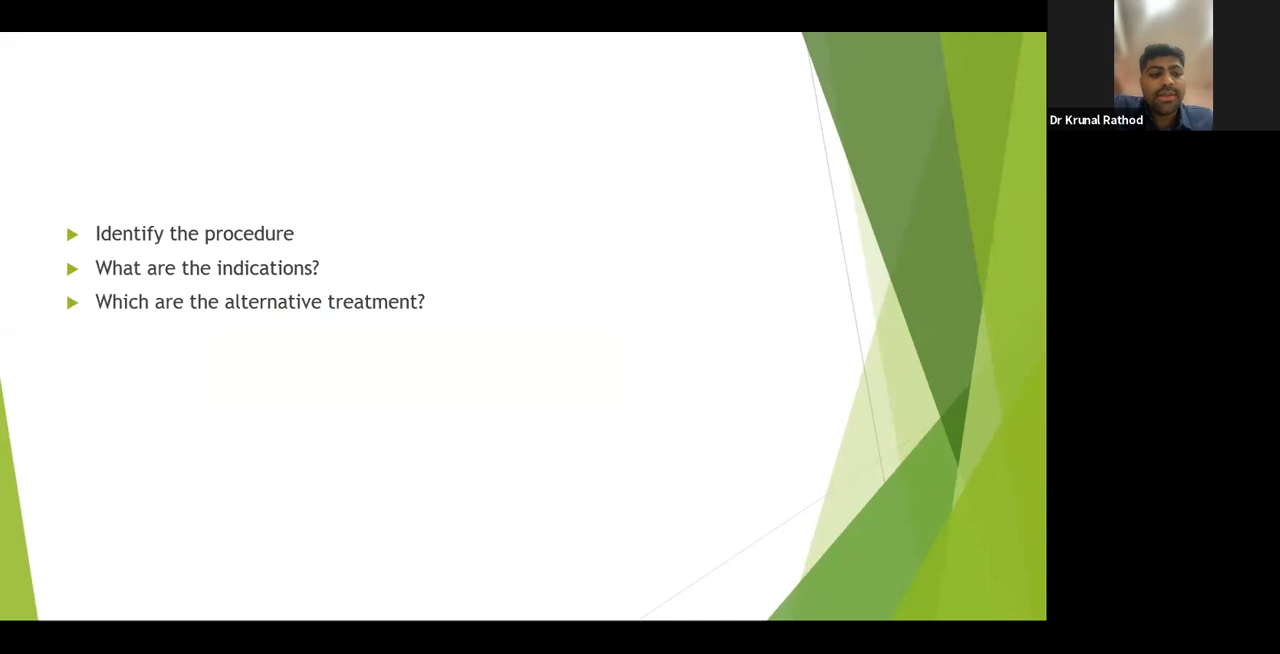 Identify the procedure
What are the indications?
Which are the alternative treatment?
Dr Krunal Rathod